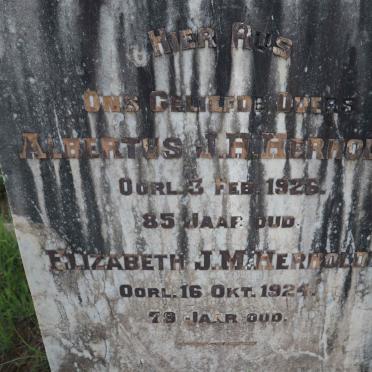 HIER RUS
ONS GELIEFDE OUERS
ALBERTUS J.H. HERHOLD
OORL. 3 FEB. 1926.
85 JAAR OUD.
ELIZABETH J.M. HERHOLD
OORL. 16 OKT. 1924.
79 JAAR OUD.